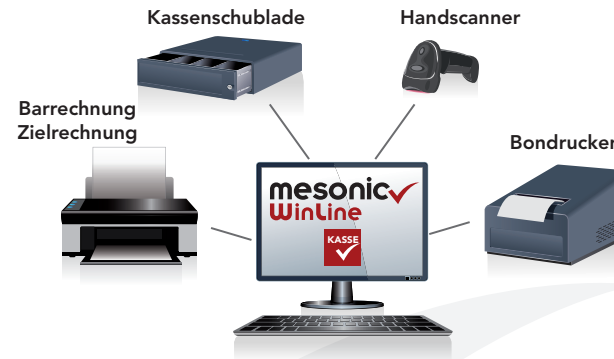 Kassenschublade
Handscanner
Barrechnung
Zielrechnung
Bondrucker
mesonic
WinLine
KASSE